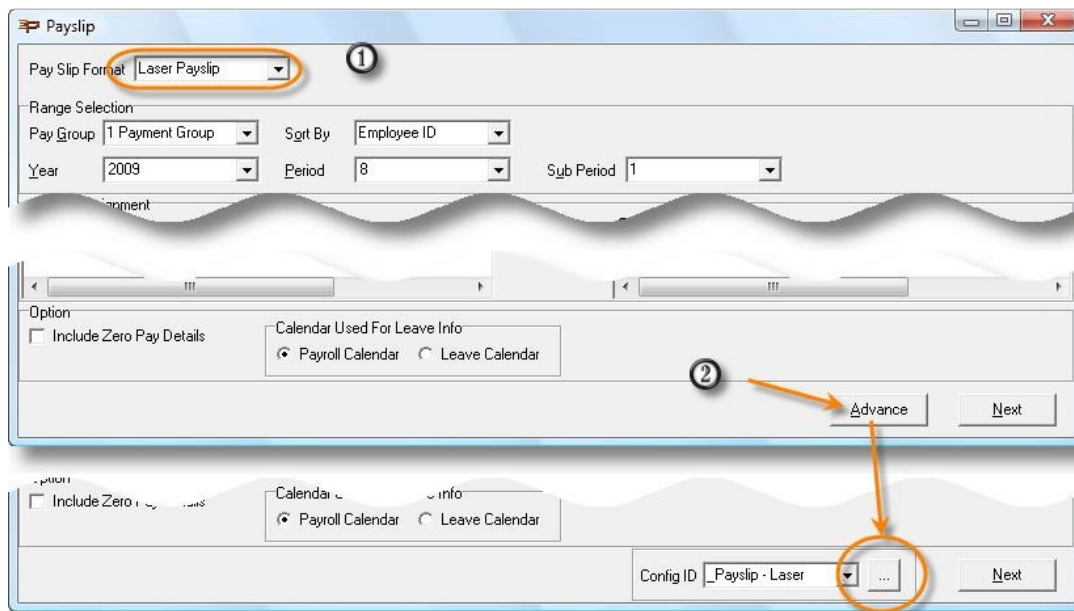 Payslip
Pay Slip Format Laser Payslip
①
Range Selection
Pay Group 1 Payment Group Sort By Employee ID
Year 2009 Period 8 Sub Period 1
Option
Include Zero Pay Details
Calendar Used For Leave Info
Payroll Calendar Leave Calendar
②
Advance Next
Include Zero
Calendar
Payroll Calendar Leave Calendar
Config ID _Payslip - Laser ... Next